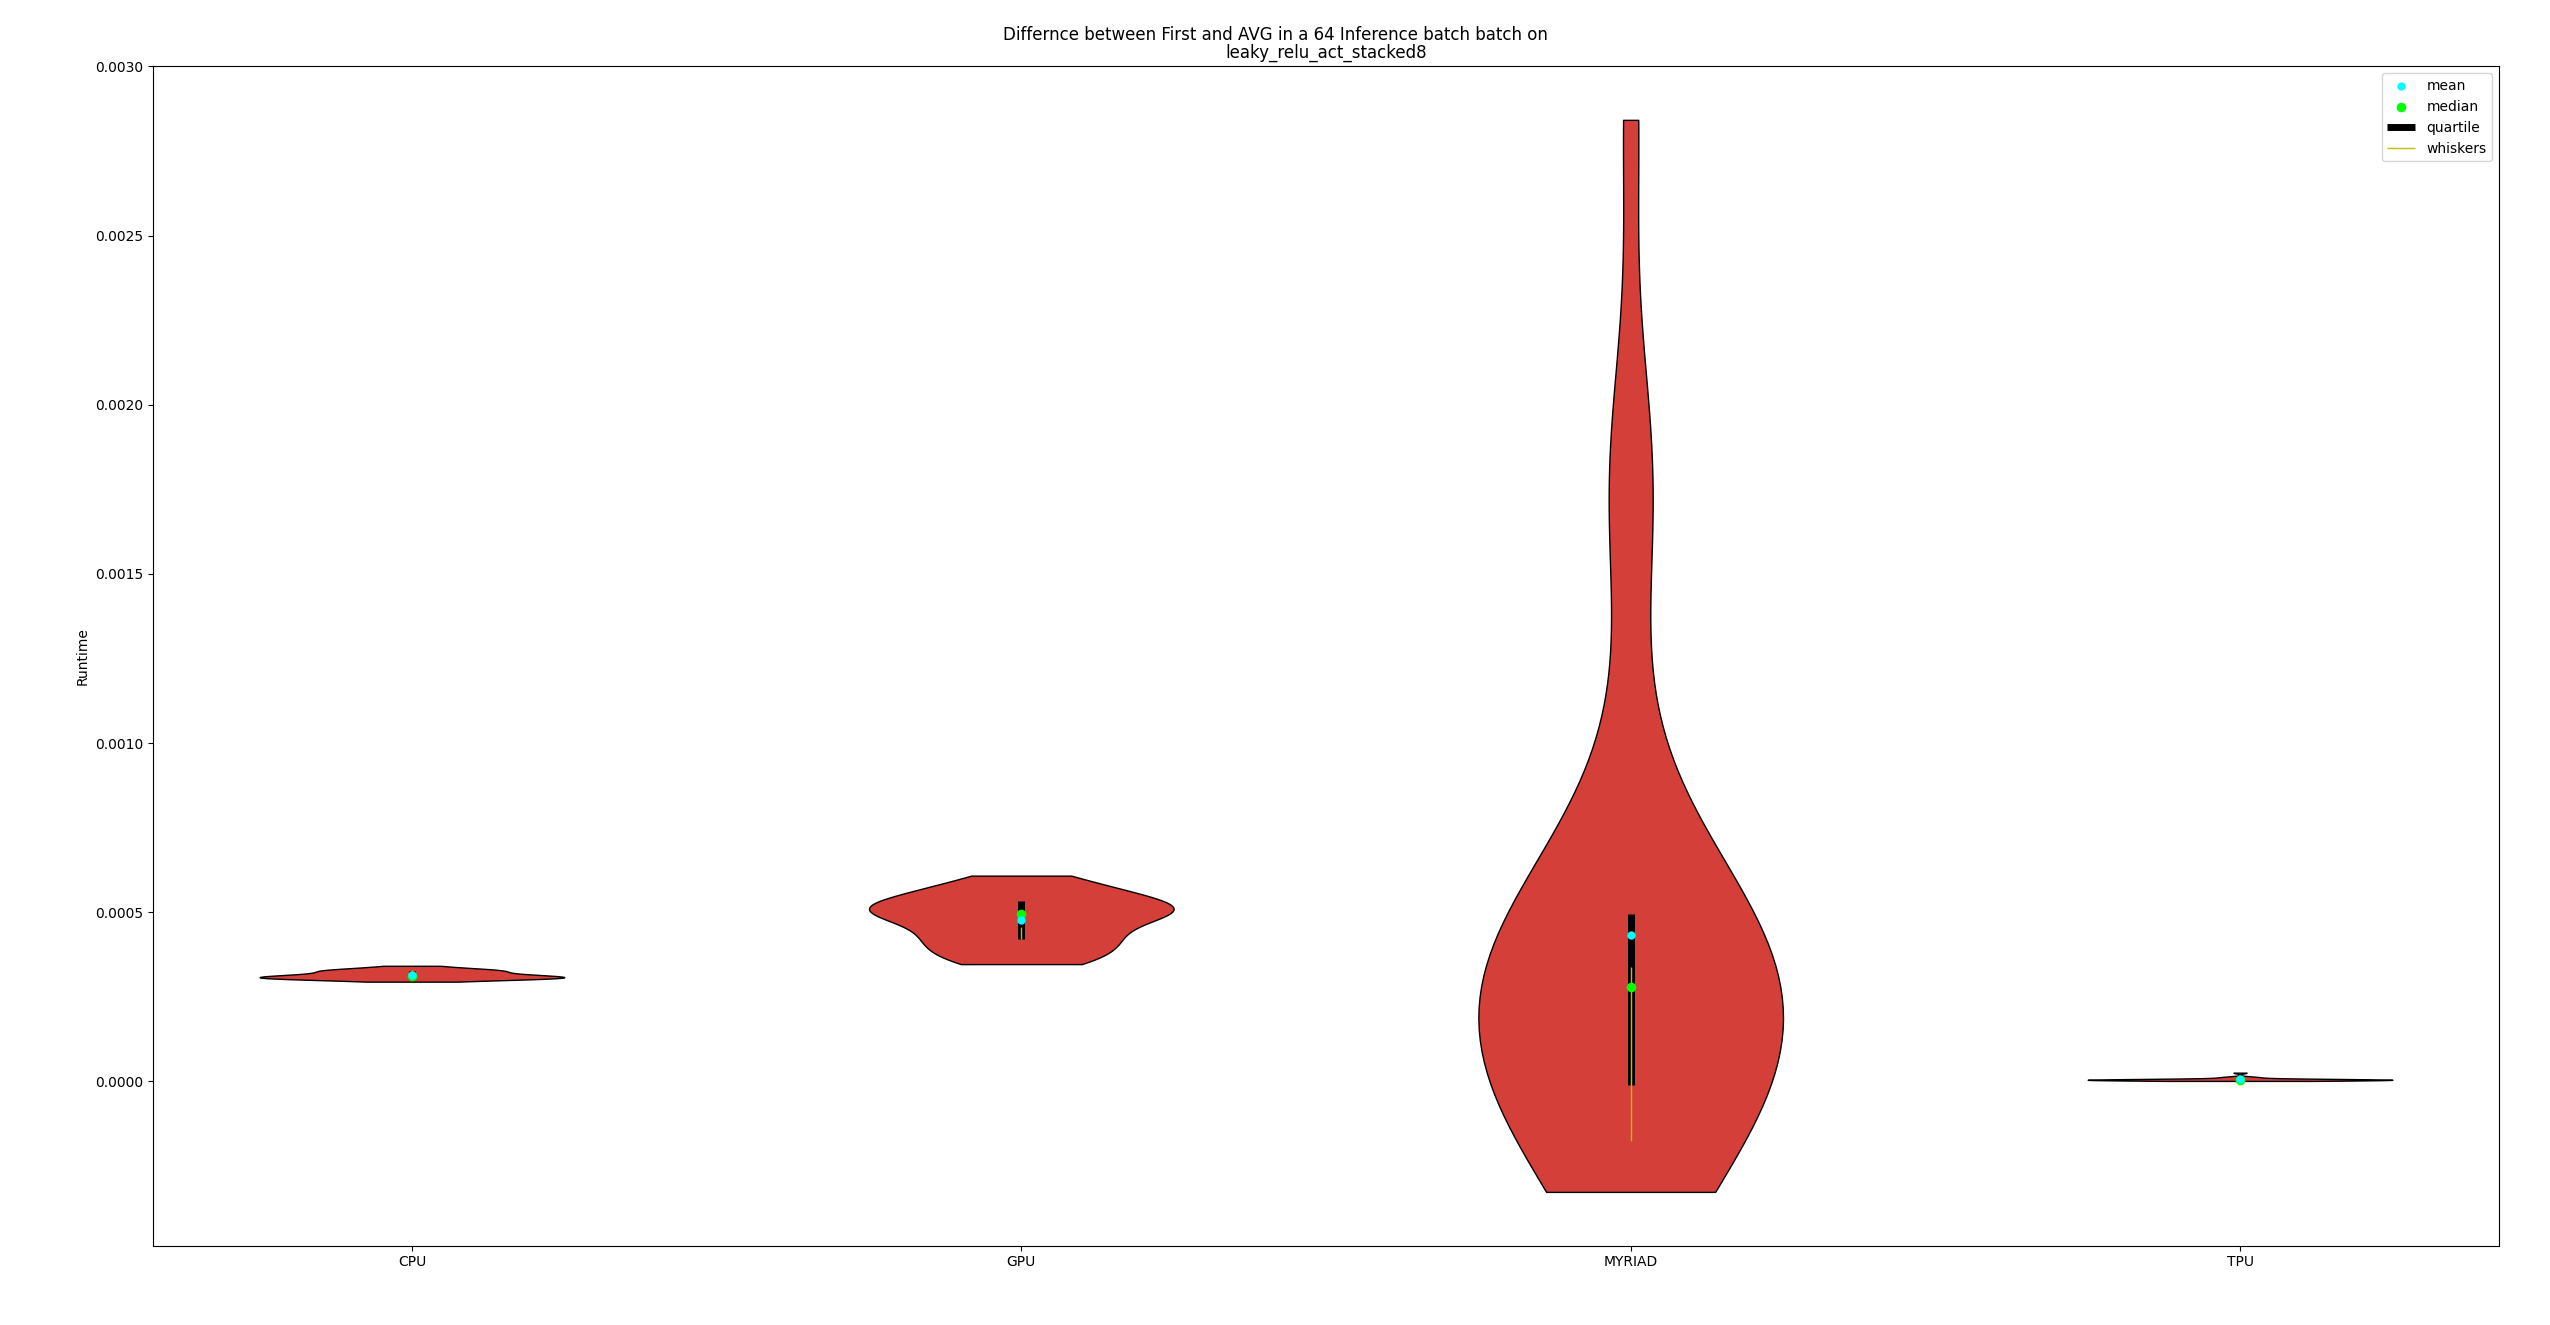 Differnce between First and AVG in a 64 Inference batch batch on
leaky_relu_act_stacked8
mean
median
quartile
whiskers
0.0030
0.0025
0.0020
0.0015
0.0010
0.0005
0.0000
Runtime
CPU
GPU
MYRIAD
TPU